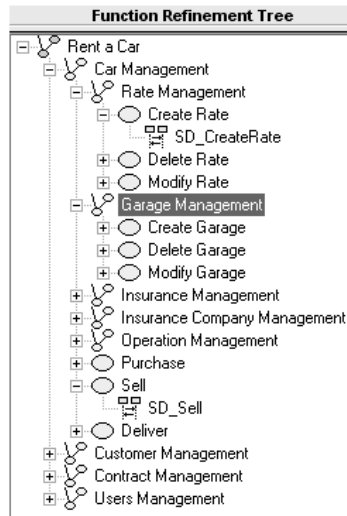 Function Refinement Tree
Rent a Car
Car Management
Rate Management
Create Rate
SD_CreateRate
Delete Rate
Modify Rate
Garage Management
Create Garage
Delete Garage
Modify Garage
Insurance Management
Insurance Company Management
Operation Management
Purchase
Sell
SD_Sell
Deliver
Customer Management
Contract Management
Users Management